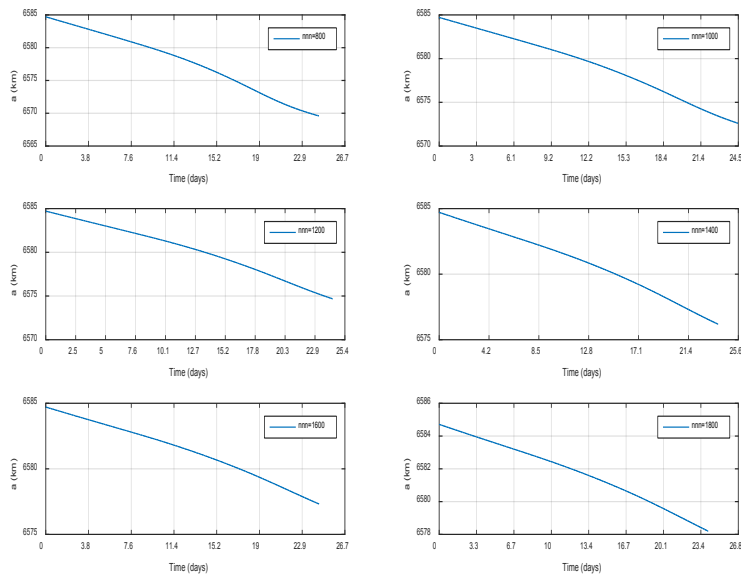 6585
6580
6575
6570
6565
a (km)
nnn=800
0 3.8 7.6 11.4 15.2 19 22.9 26.7
Time (days)
6585
6580
6575
6570
a (km)
nnn=1000
0 3 6.1 9.2 12.2 15.3 18.4 21.4 24.5
Time (days)
6585
6580
6575
6570
a (km)
nnn=1200
0 2.5 5 7.6 10.1 12.7 15.2 17.8 20.3 22.9 25.4
Time (days)
6585
6580
6575
a (km)
nnn=1400
0 4.2 8.5 12.8 17.1 21.4 25.6
Time (days)
6585
6580
6575
a (km)
nnn=1600
0 3.8 7.6 11.4 15.2 19 22.9 26.7
Time (days)
6586
6584
6582
6580
6578
a (km)
nnn=1800
0 3.3 6.7 10 13.4 16.7 20.1 23.4 26.8
Time (days)